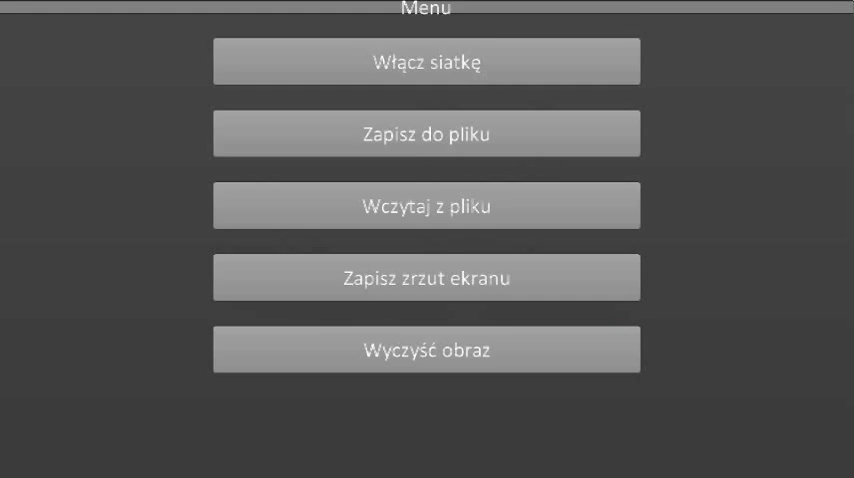 Menu
Włącz siatkę
Zapisz do pliku
Wczytaj z pliku
Zapisz zrzut ekranu
Wyczyść obraz